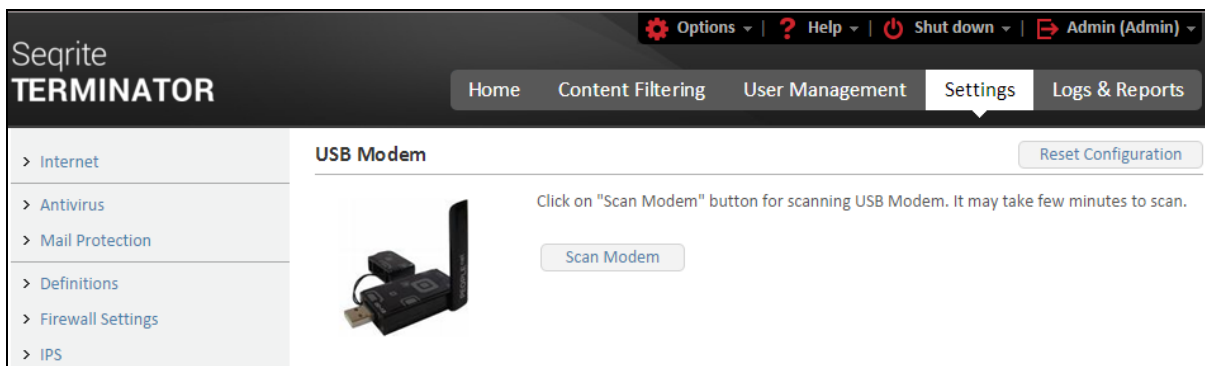 Options | Help | Shut down | Admin (Admin)
Seqrite
TERMINATOR
Home Content Filtering User Management Settings Logs & Reports
Internet
Antivirus
Mail Protection
Definitions
Firewall Settings
IPS
USB Modem
Reset Configuration
Click on "Scan Modem" button for scanning USB Modem. It may take few minutes to scan.
Scan Modem